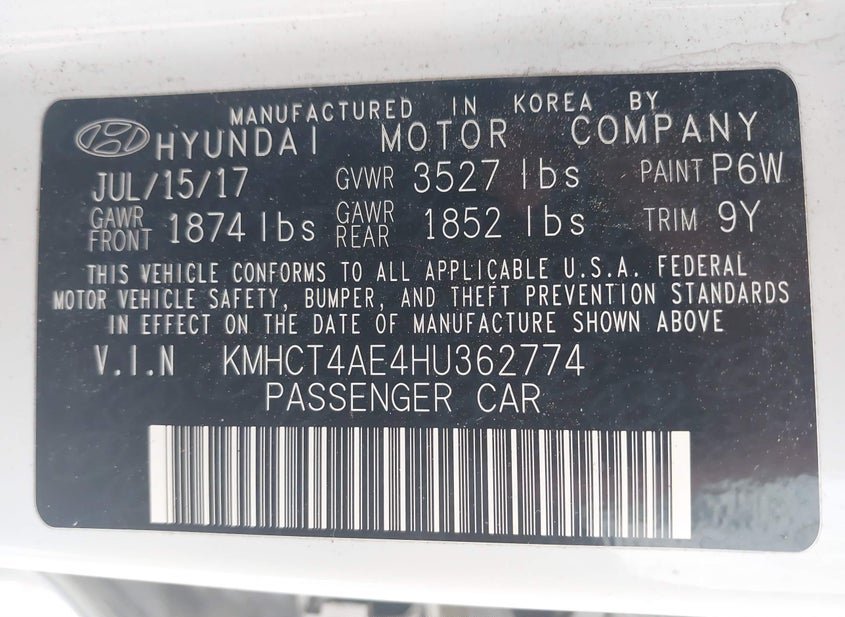 MANUFACTURED IN KOREA BY
HYUNDAI MOTOR COMPANY
JUL/15/17 GVWR 3527 lbs PAINT P6W
GAWR FRONT 1874 lbs GAWR REAR 1852 lbs TRIM 9Y
THIS VEHICLE CONFORMS TO ALL APPLICABLE U.S.A. FEDERAL
MOTOR VEHICLE SAFETY, BUMPER, AND THEFT PREVENTION STANDARDS
IN EFFECT ON THE DATE OF MANUFACTURE SHOWN ABOVE
V.I.N KMHCT4AE4HU362774
PASSENGER CAR